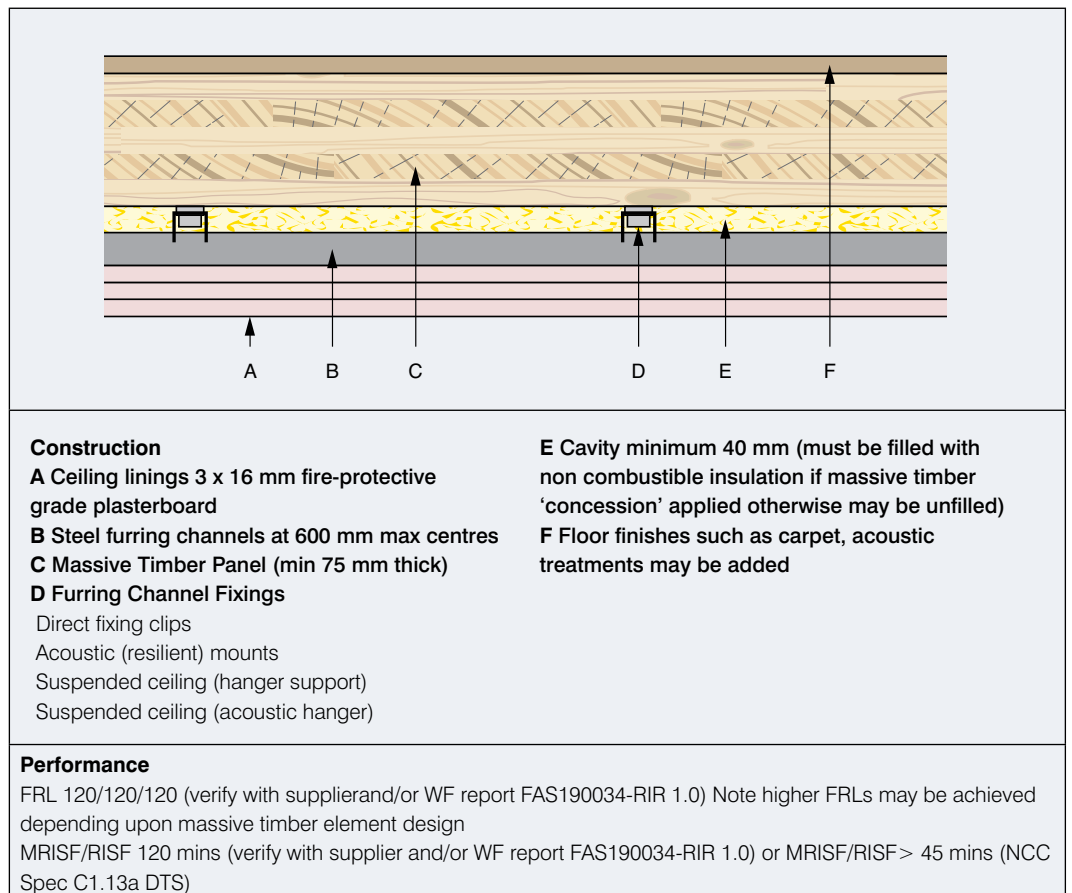 A B C D E F
Construction
A Ceiling linings 3 x 16 mm fire-protective
grade plasterboard
B Steel furring channels at 600 mm max centres
C Massive Timber Panel (min 75 mm thick)
D Furring Channel Fixings
Direct fixing clips
Acoustic (resilient) mounts
Suspended ceiling (hanger support)
Suspended ceiling (acoustic hanger)
E Cavity minimum 40 mm (must be filled with
non combustible insulation if massive timber
‘concession’ applied otherwise may be unfilled)
F Floor finishes such as carpet, acoustic
treatments may be added
Performance
FRL 120/120/120 (verify with supplierand/or WF report FAS190034-RIR 1.0) Note higher FRLs may be achieved
depending upon massive timber element design
MRISF/RISF 120 mins (verify with supplier and/or WF report FAS190034-RIR 1.0) or MRISF/RISF> 45 mins (NCC
Spec C1.13a DTS)